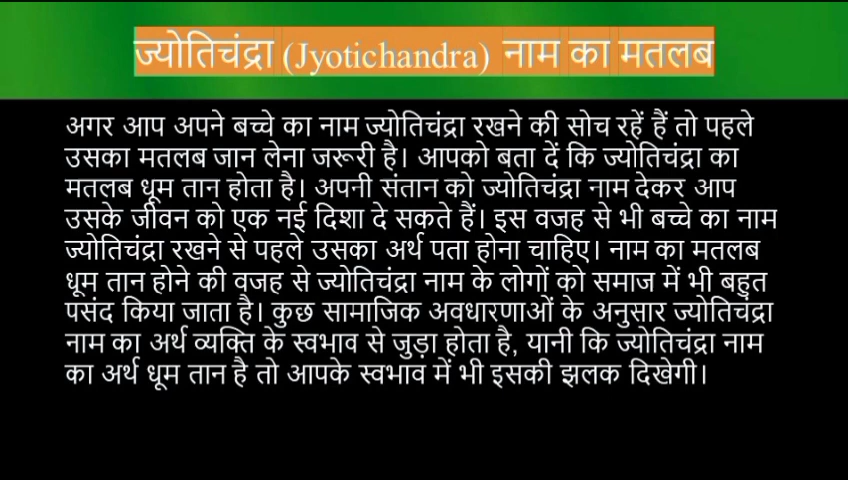 ज्योतिचंद्रा (Jyotichandra) नाम का मतलब
अगर आप अपने बच्चे का नाम ज्योतिचंद्रा रखने की सोच रहें हैं तो पहले
उसका मतलब जान लेना जरूरी है। आपको बता दें कि ज्योतिचंद्रा का
मतलब धूम तान होता है। अपनी संतान को ज्योतिचंद्रा नाम देकर आप
उसके जीवन को एक नई दिशा दे सकते हैं। इस वजह से भी बच्चे का नाम
ज्योतिचंद्रा रखने से पहले उसका अर्थ पता होना चाहिए। नाम का मतलब
धूम तान होने की वजह से ज्योतिचंद्रा नाम के लोगों को समाज में भी बहुत
पसंद किया जाता है। कुछ सामाजिक अवधारणाओं के अनुसार ज्योतिचंद्रा
नाम का अर्थ व्यक्ति के स्वभाव से जुड़ा होता है, यानी कि ज्योतिचंद्रा नाम
का अर्थ धूम तान है तो आपके स्वभाव में भी इसकी झलक दिखेगी।